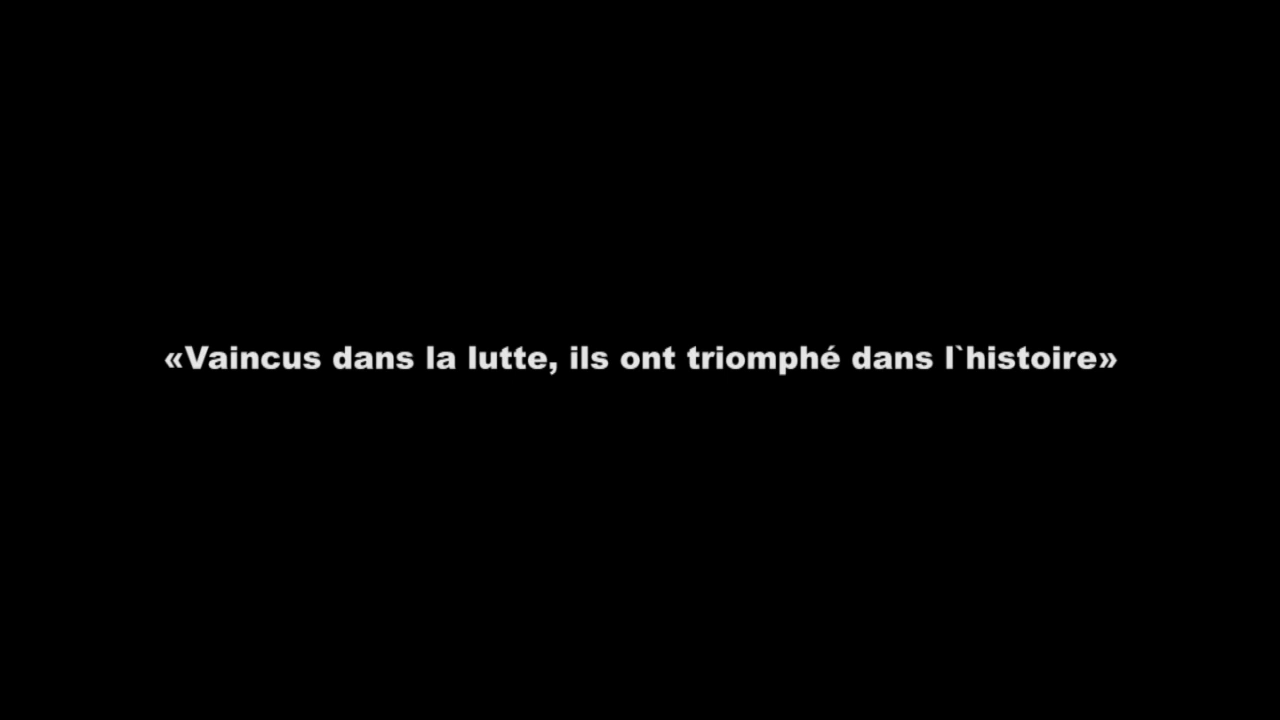 «Vaincus dans la lutte, ils ont triomphé dans l`histoire»